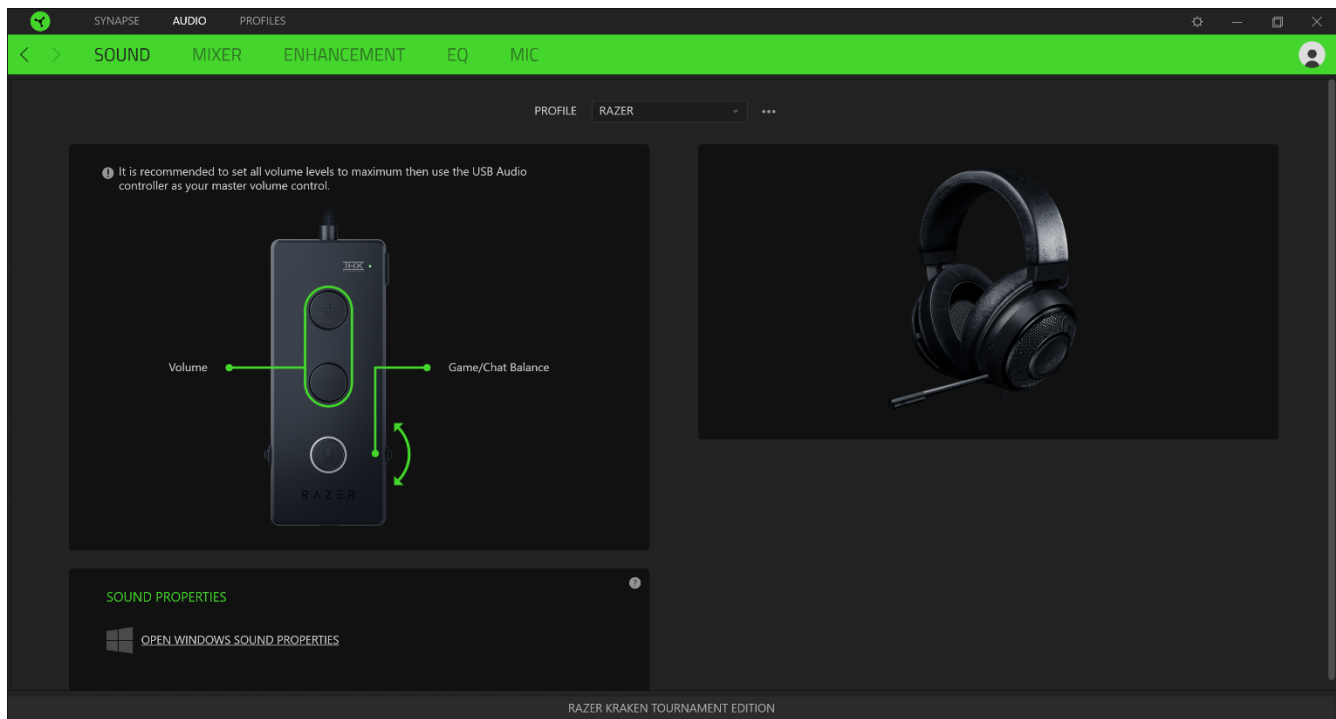 SYNAPSE AUDIO PROFILES
SOUND MIXER ENHANCEMENT EQ MIC
PROFILE RAZER
It is recommended to set all volume levels to maximum then use the USB Audio
controller as your master volume control.
THX
Volume
Game/Chat Balance
RAZER
SOUND PROPERTIES
OPEN WINDOWS SOUND PROPERTIES
RAZER KRAKEN TOURNAMENT EDITION